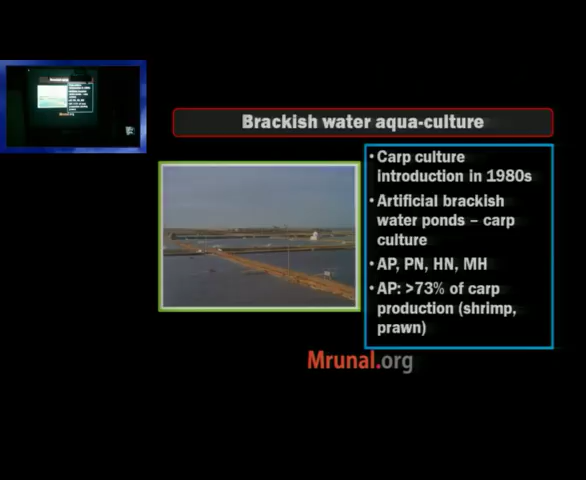 Brackish water aqua-culture
• Carp culture
introduction in 1980s
• Artificial brackish
water ponds – carp
culture
• AP, PN, HN, MH
• AP: >73% of carp
production (shrimp,
prawn)
Mrunal.org